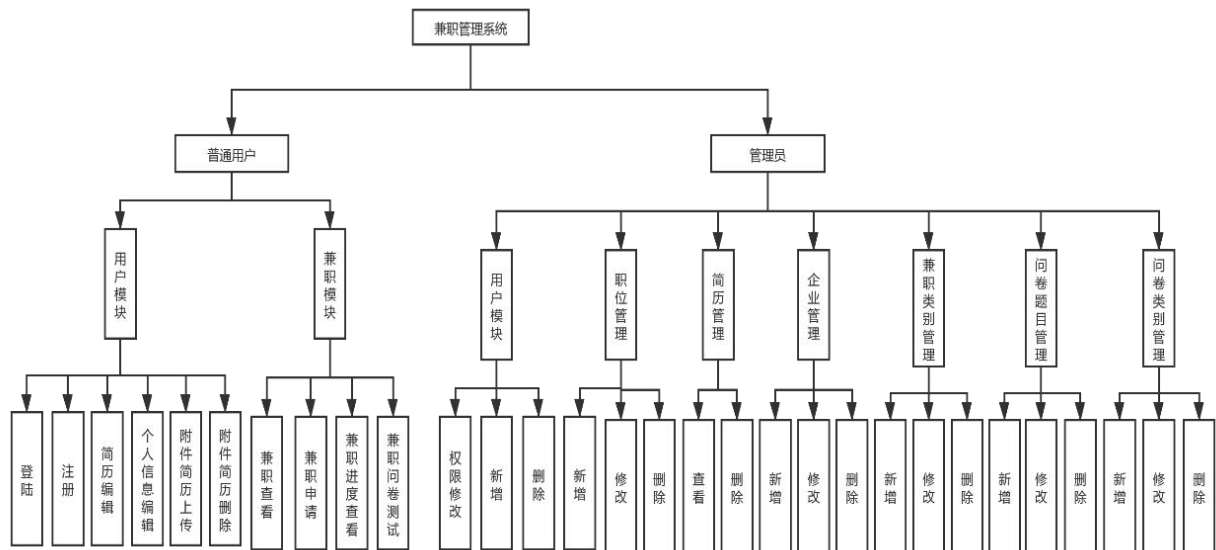 兼职管理系统
普通用户
管理员
用户模块
兼职模块
用户模块
职位管理
简历管理
企业管理
兼职类别管理
问卷题目管理
问卷类别管理
登陆
注册
简历编辑
个人信息编辑
附件简历上传
附件简历删除
兼职查看
兼职申请
兼职进度查看
兼职问卷测试
权限修改
新增
删除
新增
修改
删除
查看
删除
新增
修改
删除
新增
修改
删除
新增
修改
删除
新增
修改
删除